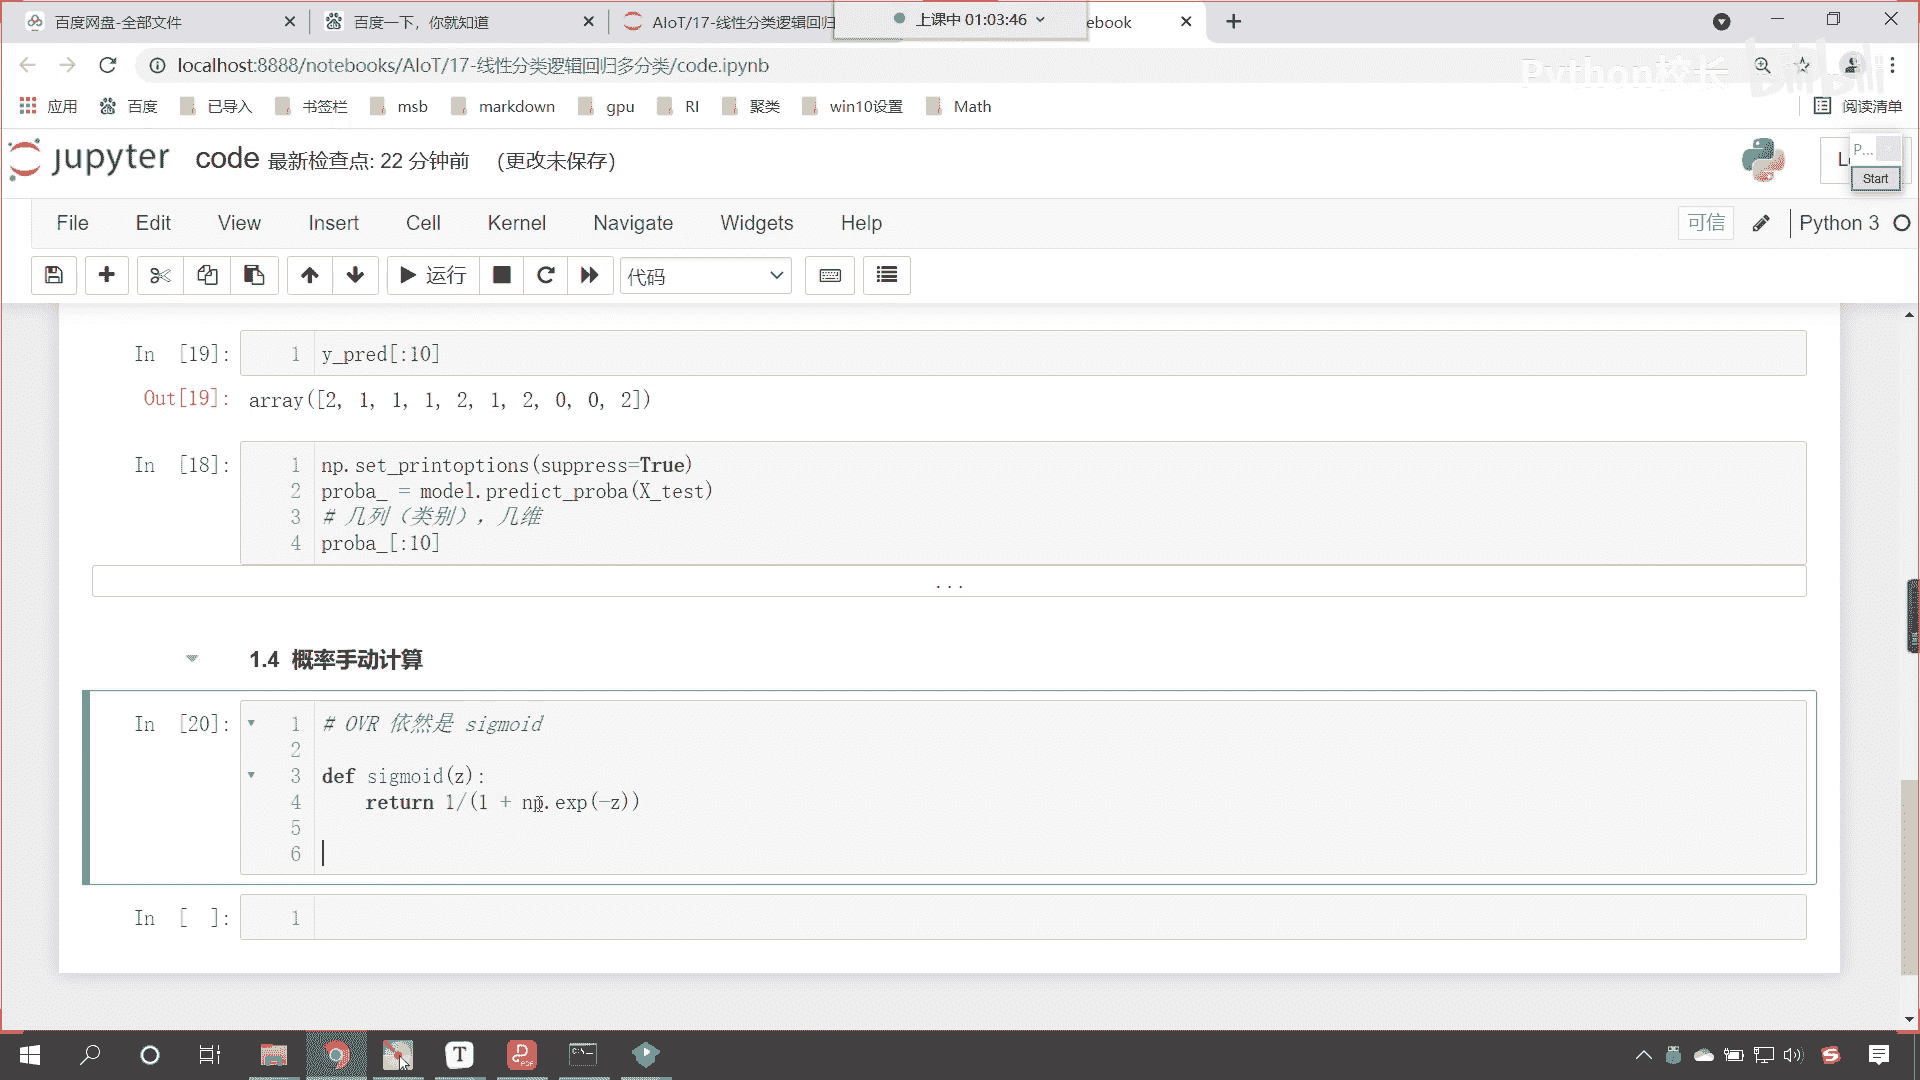 百度网盘-全部文件
百度一下，你就知道
AIoT/17-线性分类逻辑回归
上课中 01:03:46
ebook
localhost:8888/notebooks/AIoT/17-线性分类逻辑回归多分类/code.ipynb
Python校长
bilibili
应用 百度 已导入 书签栏 msb markdown gpu RI 聚类 win10设置 Math 阅读清单
jupyter code 最新检查点: 22 分钟前 (更改未保存)
P...
Start
File Edit View Insert Cell Kernel Navigate Widgets Help 可信 Python 3
运行 代码
In [19]: 1 y_pred[:10]
Out[19]: array([2, 1, 1, 1, 2, 1, 2, 0, 0, 2])
In [18]: 1 np.set_printoptions(suppress=True)
2 proba_ = model.predict_proba(X_test)
3 # 几列（类别），几维
4 proba_[:10]
...
1.4 概率手动计算
In [20]: 1 # OVR 依然是 sigmoid
2
3 def sigmoid(z):
4 return 1/(1 + np.exp(-z))
5
6
In [ ]: 1